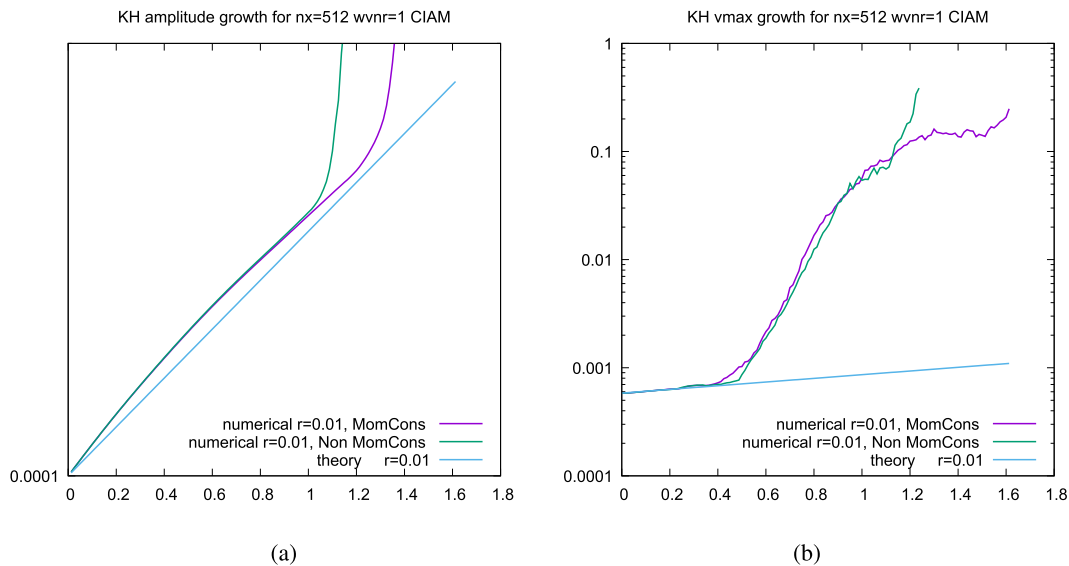 KH amplitude growth for nx=512 wvnr=1 CIAM
0.0001
numerical r=0.01, MomCons
numerical r=0.01, Non MomCons
theory r=0.01
0 0.2 0.4 0.6 0.8 1 1.2 1.4 1.6 1.8
(a)
KH vmax growth for nx=512 wvnr=1 CIAM
1
0.1
0.01
0.001
0.0001
numerical r=0.01, MomCons
numerical r=0.01, Non MomCons
theory r=0.01
0 0.2 0.4 0.6 0.8 1 1.2 1.4 1.6 1.8
(b)